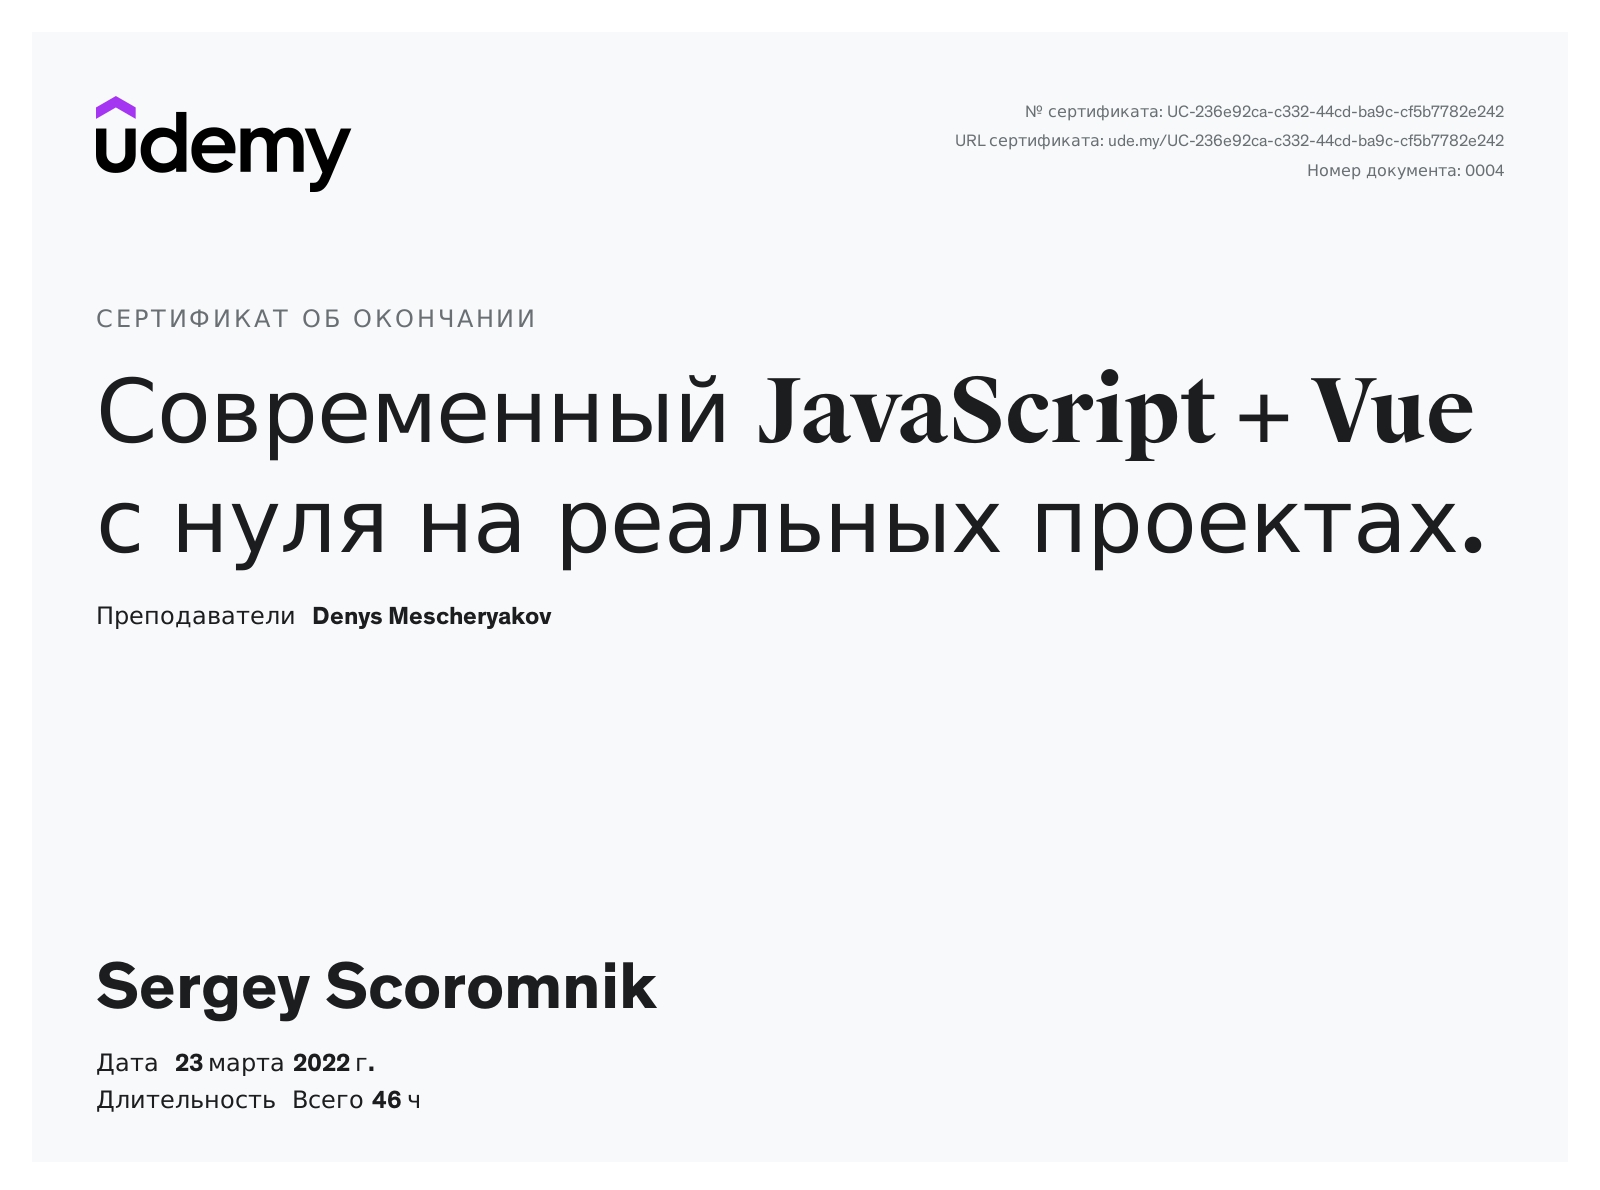 udemy
№ сертификата: UC-236e92ca-c332-44cd-ba9c-cf5b7782e242
URL сертификата: ude.my/UC-236e92ca-c332-44cd-ba9c-cf5b7782e242
Номер документа: 0004
СЕРТИФИКАТ ОБ ОКОНЧАНИИ
Современный JavaScript + Vue
с нуля на реальных проектах.
Преподаватели Denys Mescheryakov
Sergey Scoromnik
Дата 23 марта 2022 г.
Длительность Всего 46 ч